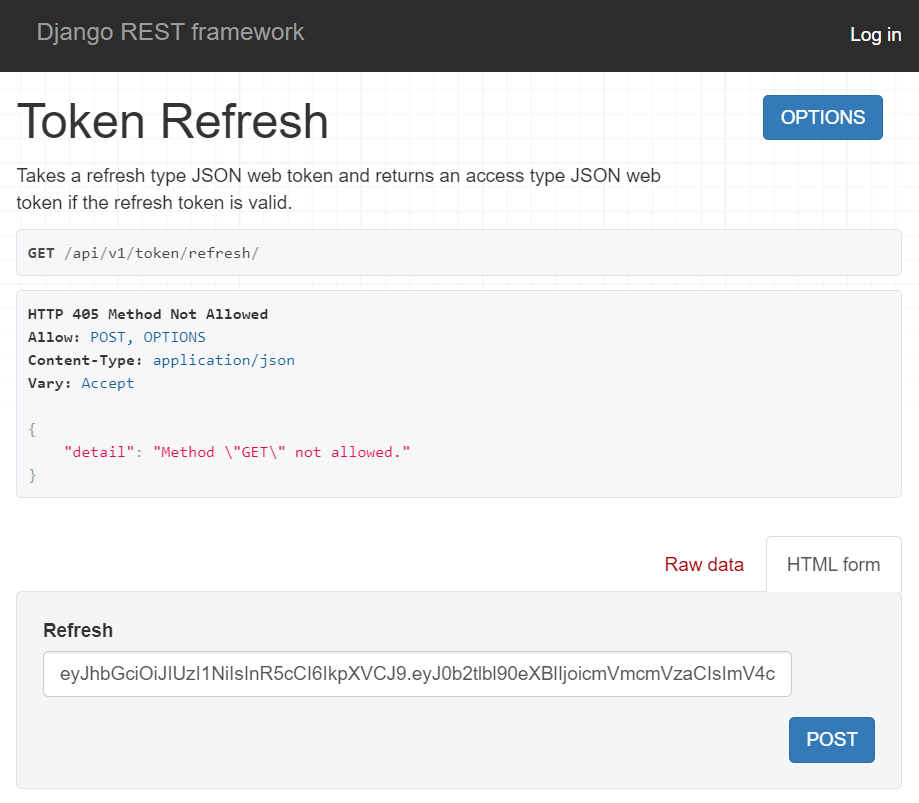 Django REST framework
Log in
Token Refresh
OPTIONS
Takes a refresh type JSON web token and returns an access type JSON web
token if the refresh token is valid.
GET /api/v1/token/refresh/
HTTP 405 Method Not Allowed
Allow: POST, OPTIONS
Content-Type: application/json
Vary: Accept
{
"detail": "Method \"GET\" not allowed."
}
Raw data
HTML form
Refresh
eyJhbGciOiJIUzI1NiIsInR5cCI6IkpXVCJ9.eyJ0b2tlbl90eXBlIjoicmVmcmVzaCIsImV4c
POST